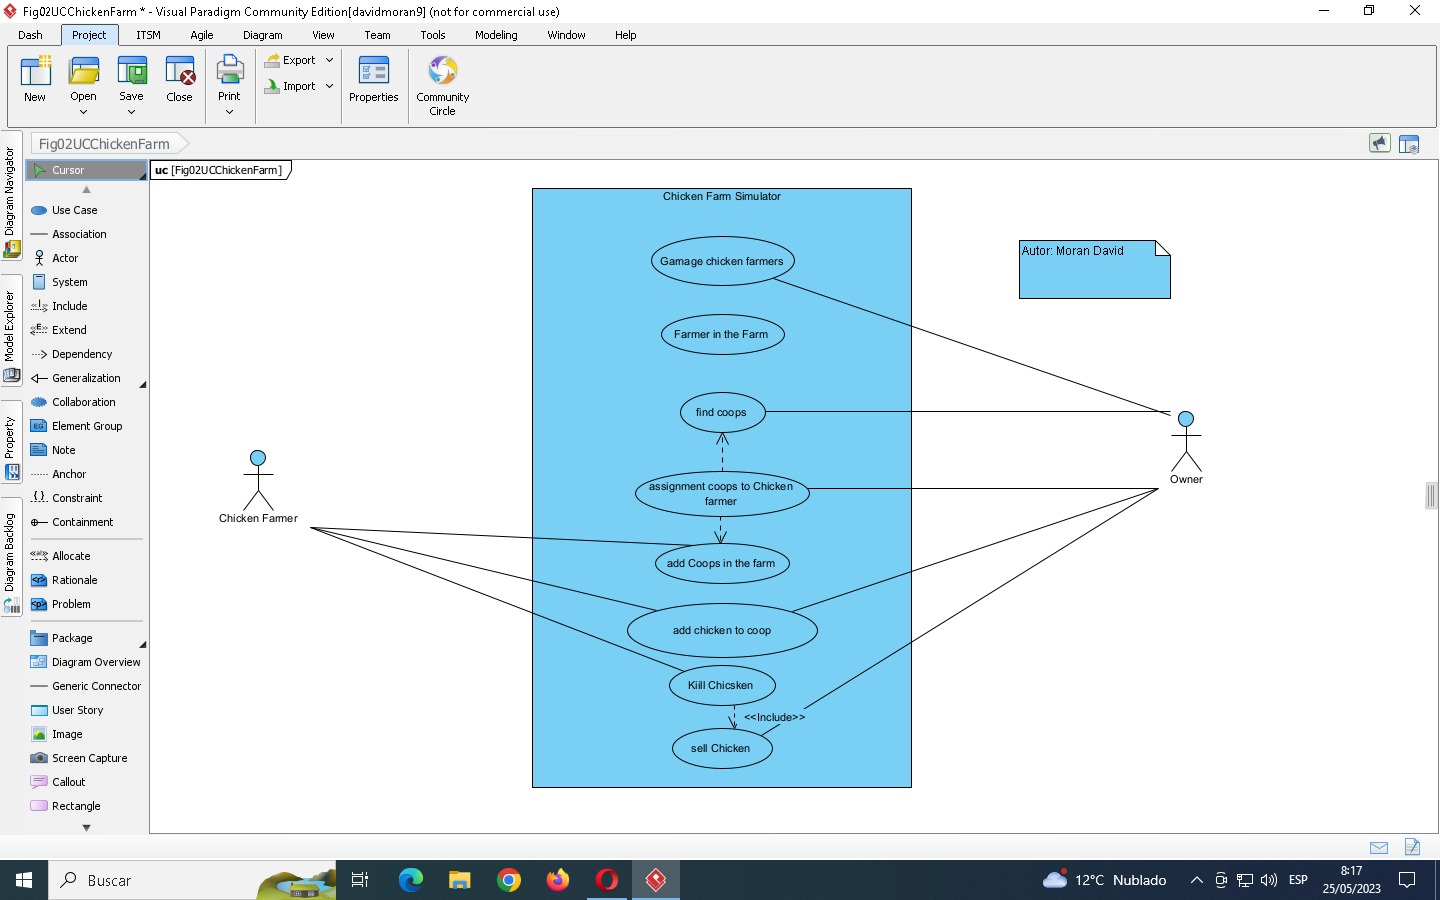 Fig02UCChickenFarm * - Visual Paradigm Community Edition[davidmoran9] (not for commercial use)
Dash Project ITSM Agile Diagram View Team Tools Modeling Window Help
New Open Save Close Print Export Import Properties Community Circle
Fig02UCChickenFarm
Diagram Navigator
Model Explorer
Property
Diagram Backlog
Cursor
Use Case
Association
Actor
System
Include
Extend
Dependency
Generalization
Collaboration
Element Group
Note
Anchor
Constraint
Containment
Allocate
Rationale
Problem
Package
Diagram Overview
Generic Connector
User Story
Image
Screen Capture
Callout
Rectangle
uc [Fig02UCChickenFarm]
Chicken Farm Simulator
Gamage chicken farmers
Autor: Moran David
Farmer in the Farm
find coops
assignment coops to Chicken
farmer
Owner
Chicken Farmer
add Coops in the farm
add chicken to coop
Kiill Chicsken
<<Include>>
sell Chicken
Buscar
12°C Nublado
ESP
8:17
25/05/2023